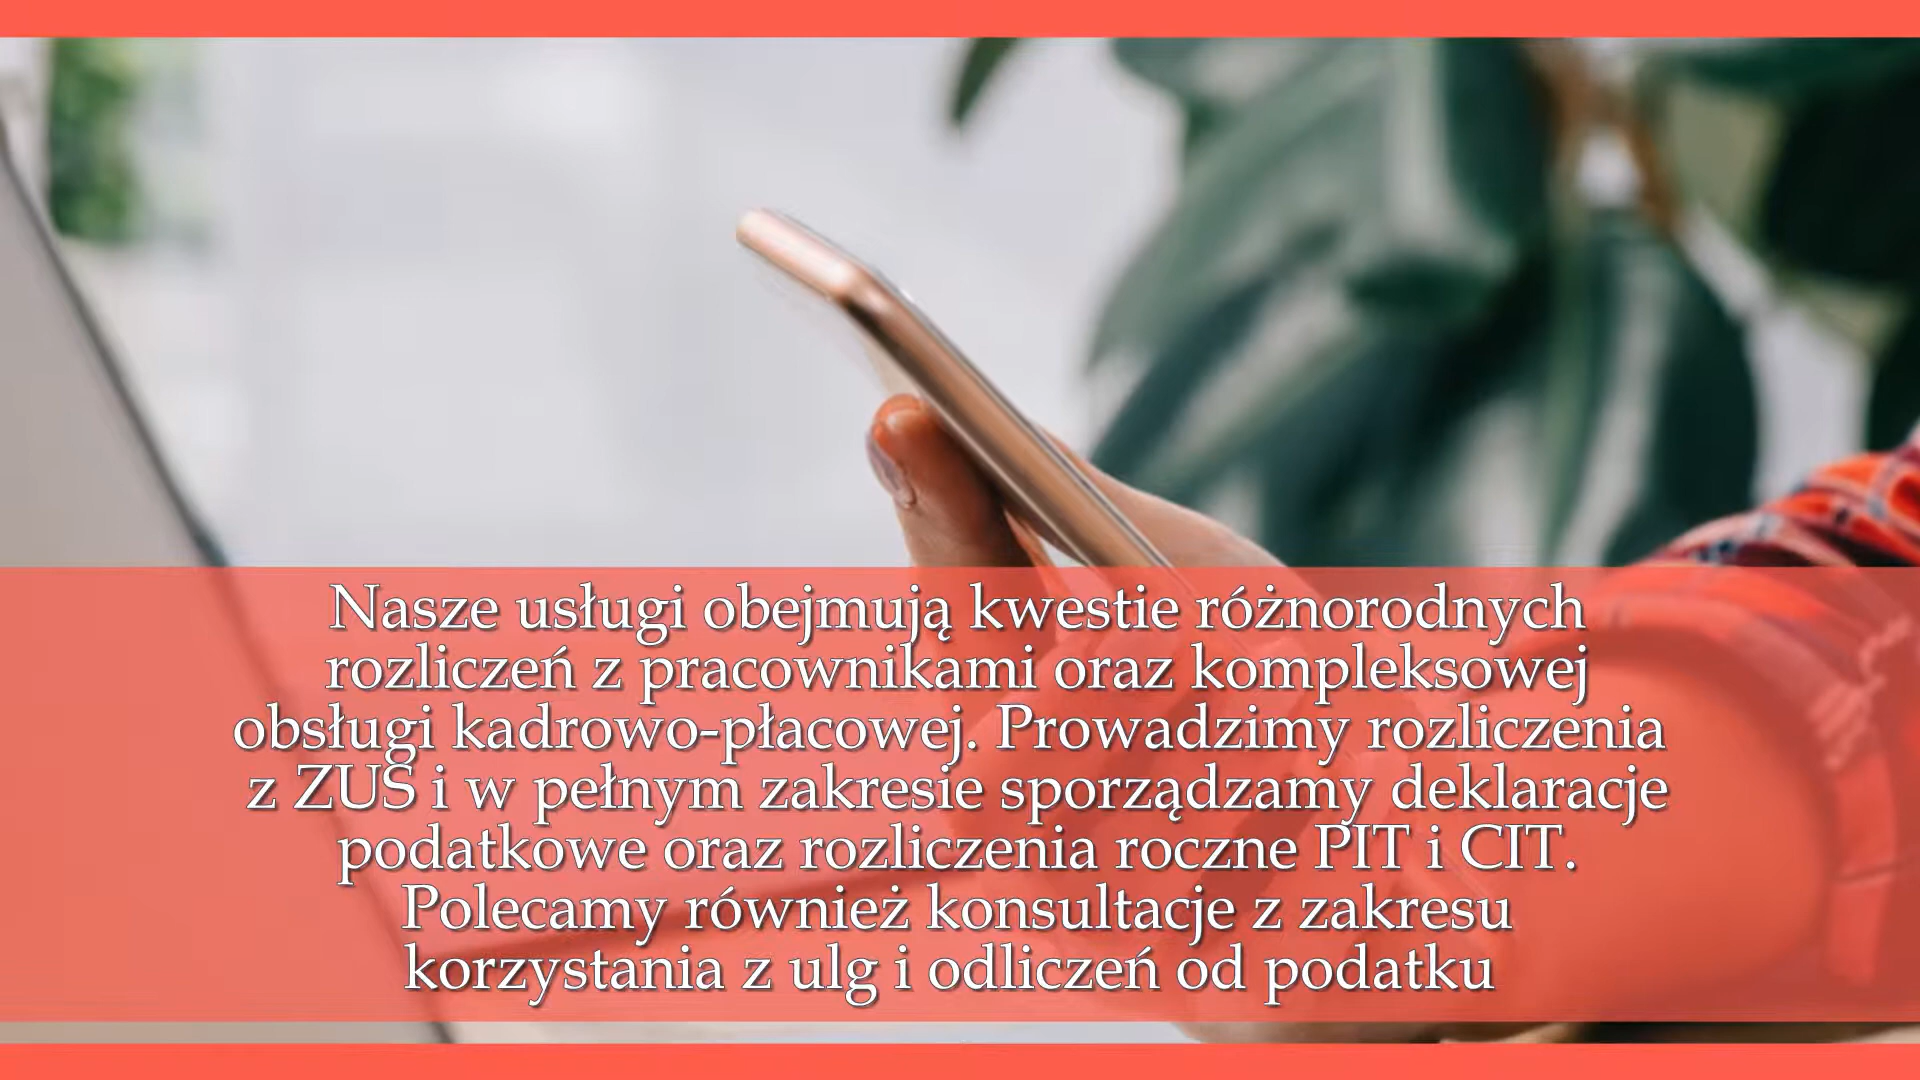 Nasze usługi obejmują kwestie różnorodnych
rozliczeń z pracownikami oraz kompleksowej
obsługi kadrowo-płacowej. Prowadzimy rozliczenia
z ZUS i w pełnym zakresie sporządzamy deklaracje
podatkowe oraz rozliczenia roczne PIT i CIT.
Polecamy również konsultacje z zakresu
korzystania z ulg i odliczeń od podatku